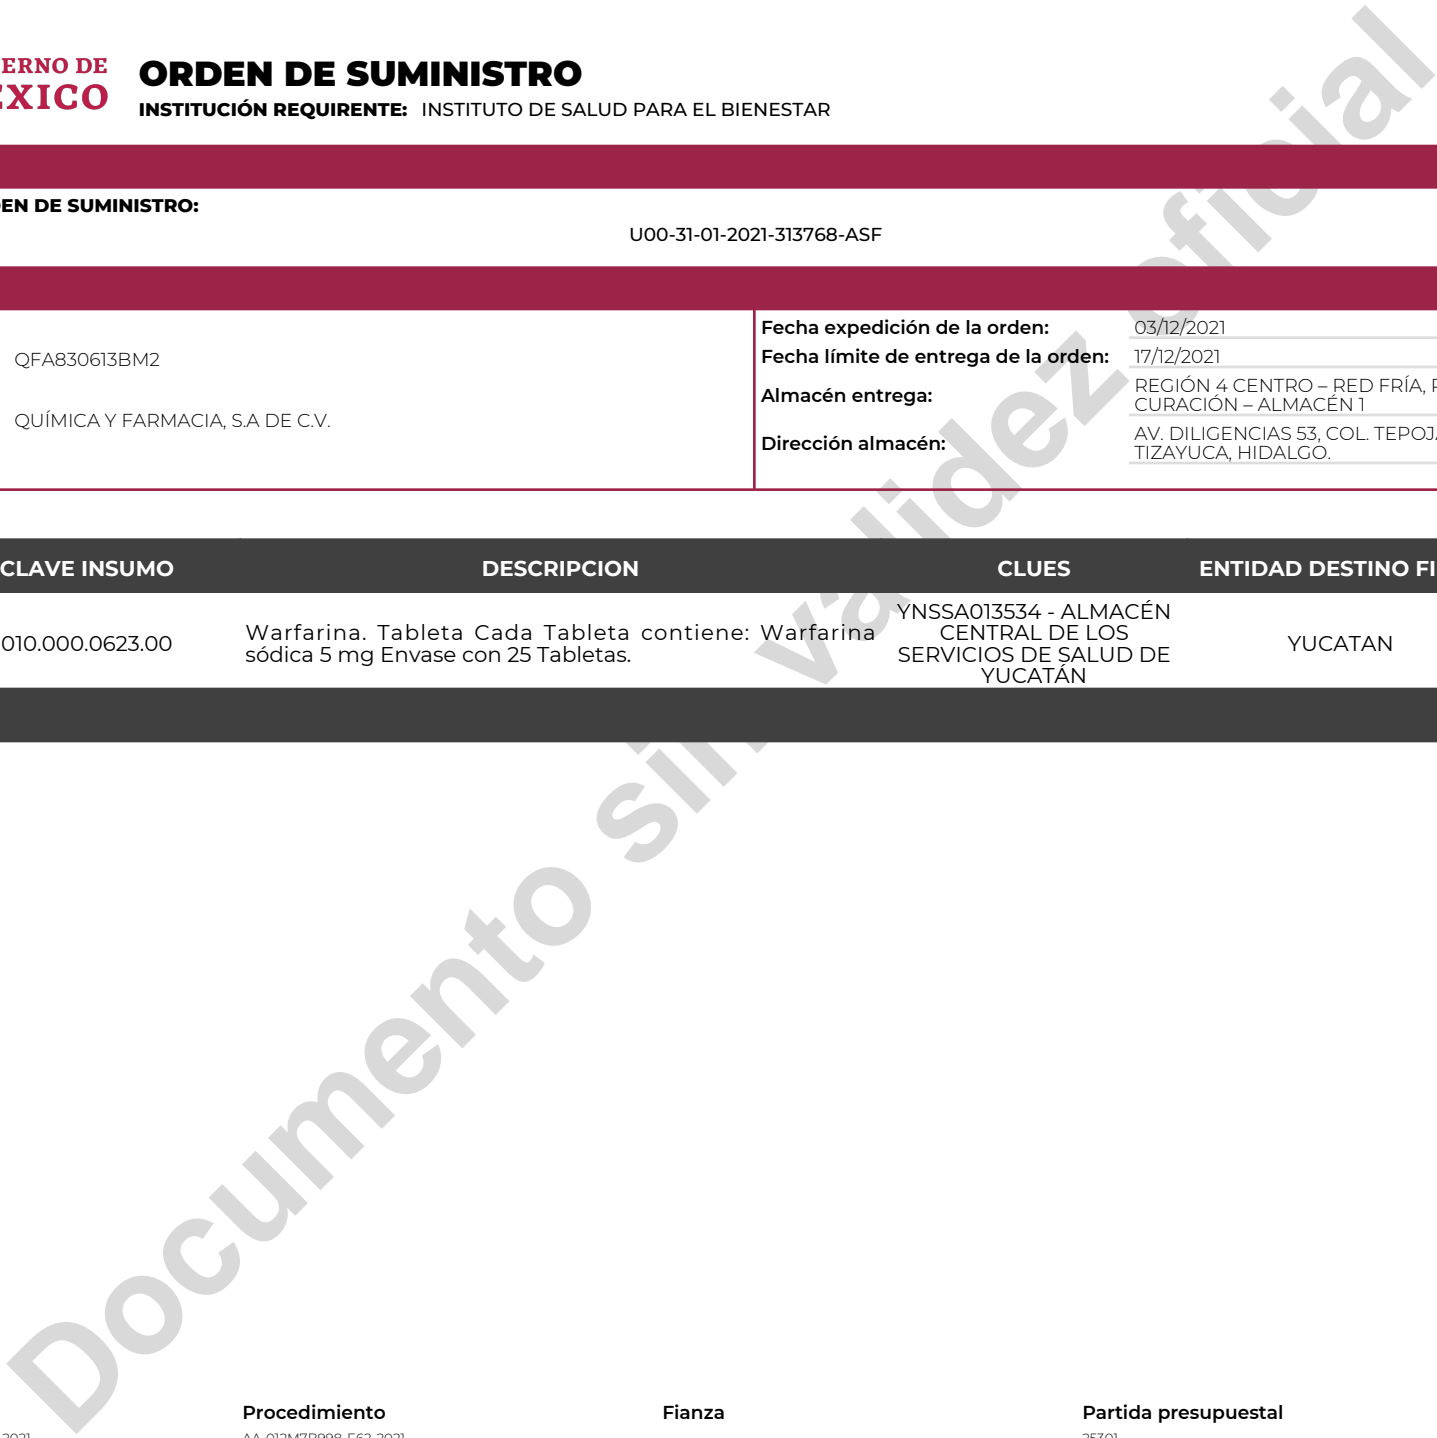 ERNO DE
EXICO
ORDEN DE SUMINISTRO
INSTITUCIÓN REQUIRENTE: INSTITUTO DE SALUD PARA EL BIENESTAR
EN DE SUMINISTRO:
U00-31-01-2021-313768-ASF
QFA830613BM2
QUÍMICA Y FARMACIA, S.A DE C.V.
Fecha expedición de la orden: 03/12/2021
Fecha límite de entrega de la orden: 17/12/2021
Almacén entrega: REGIÓN 4 CENTRO – RED FRÍA,
CURACIÓN – ALMACÉN 1
Dirección almacén: AV. DILIGENCIAS 53, COL. TEPOJA
TIZAYUCA, HIDALGO.
CLAVE INSUMO DESCRIPCION CLUES ENTIDAD DESTINO FI
010.000.0623.00
Warfarina. Tableta Cada Tableta contiene: Warfarina
sódica 5 mg Envase con 25 Tabletas.
YNSSA013534 - ALMACÉN
CENTRAL DE LOS
SERVICIOS DE SALUD DE
YUCATÁN
YUCATAN
Documento sin validez oficial
Procedimiento Fianza Partida presupuestal